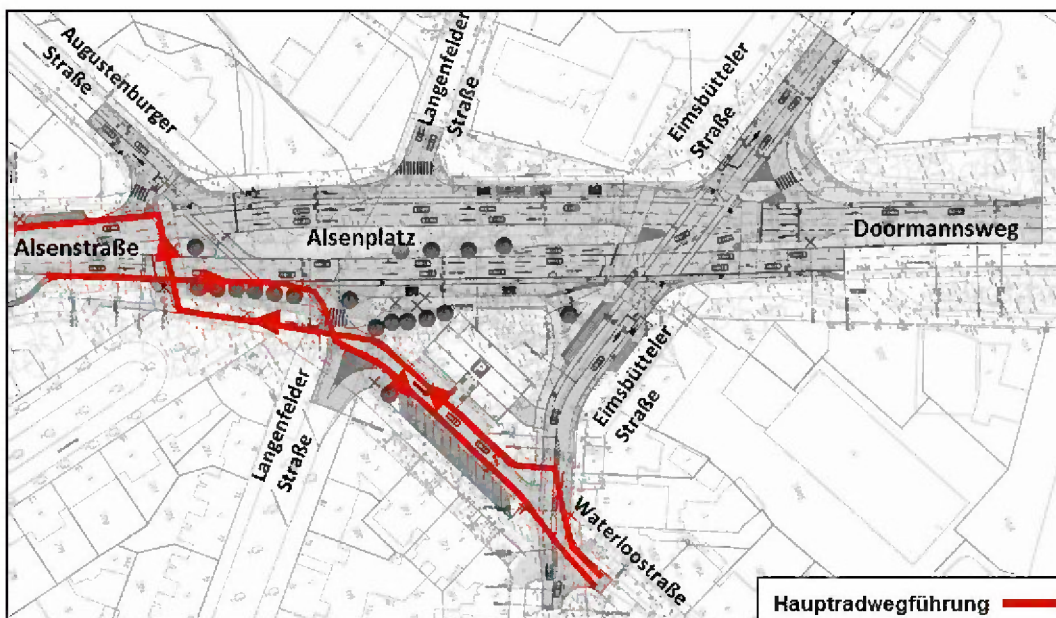 Augustenburger
Straße
Langenfelder
Straße
Eimsbütteler
Straße
Alsenstraße
Alsenplatz
Doormannsweg
Langenfelder
Straße
Eimsbütteler
Straße
Waterloostraße
Hauptradwegführung